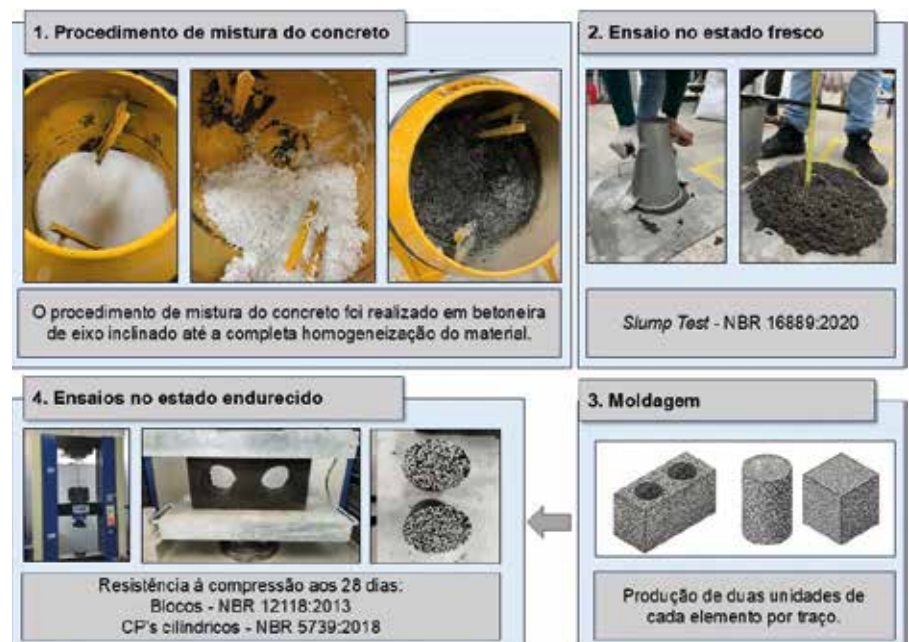 1. Procedimento de mistura do concreto
O procedimento de mistura do concreto foi realizado em betoneira
de eixo inclinado até a completa homogeneização do material.
2. Ensaio no estado fresco
Slump Test - NBR 16889:2020
3. Moldagem
Produção de duas unidades de
cada elemento por traço.
4. Ensaios no estado endurecido
Resistência à compressão aos 28 dias:
Blocos - NBR 12118:2013
CP's cilíndricos - NBR 5739:2018